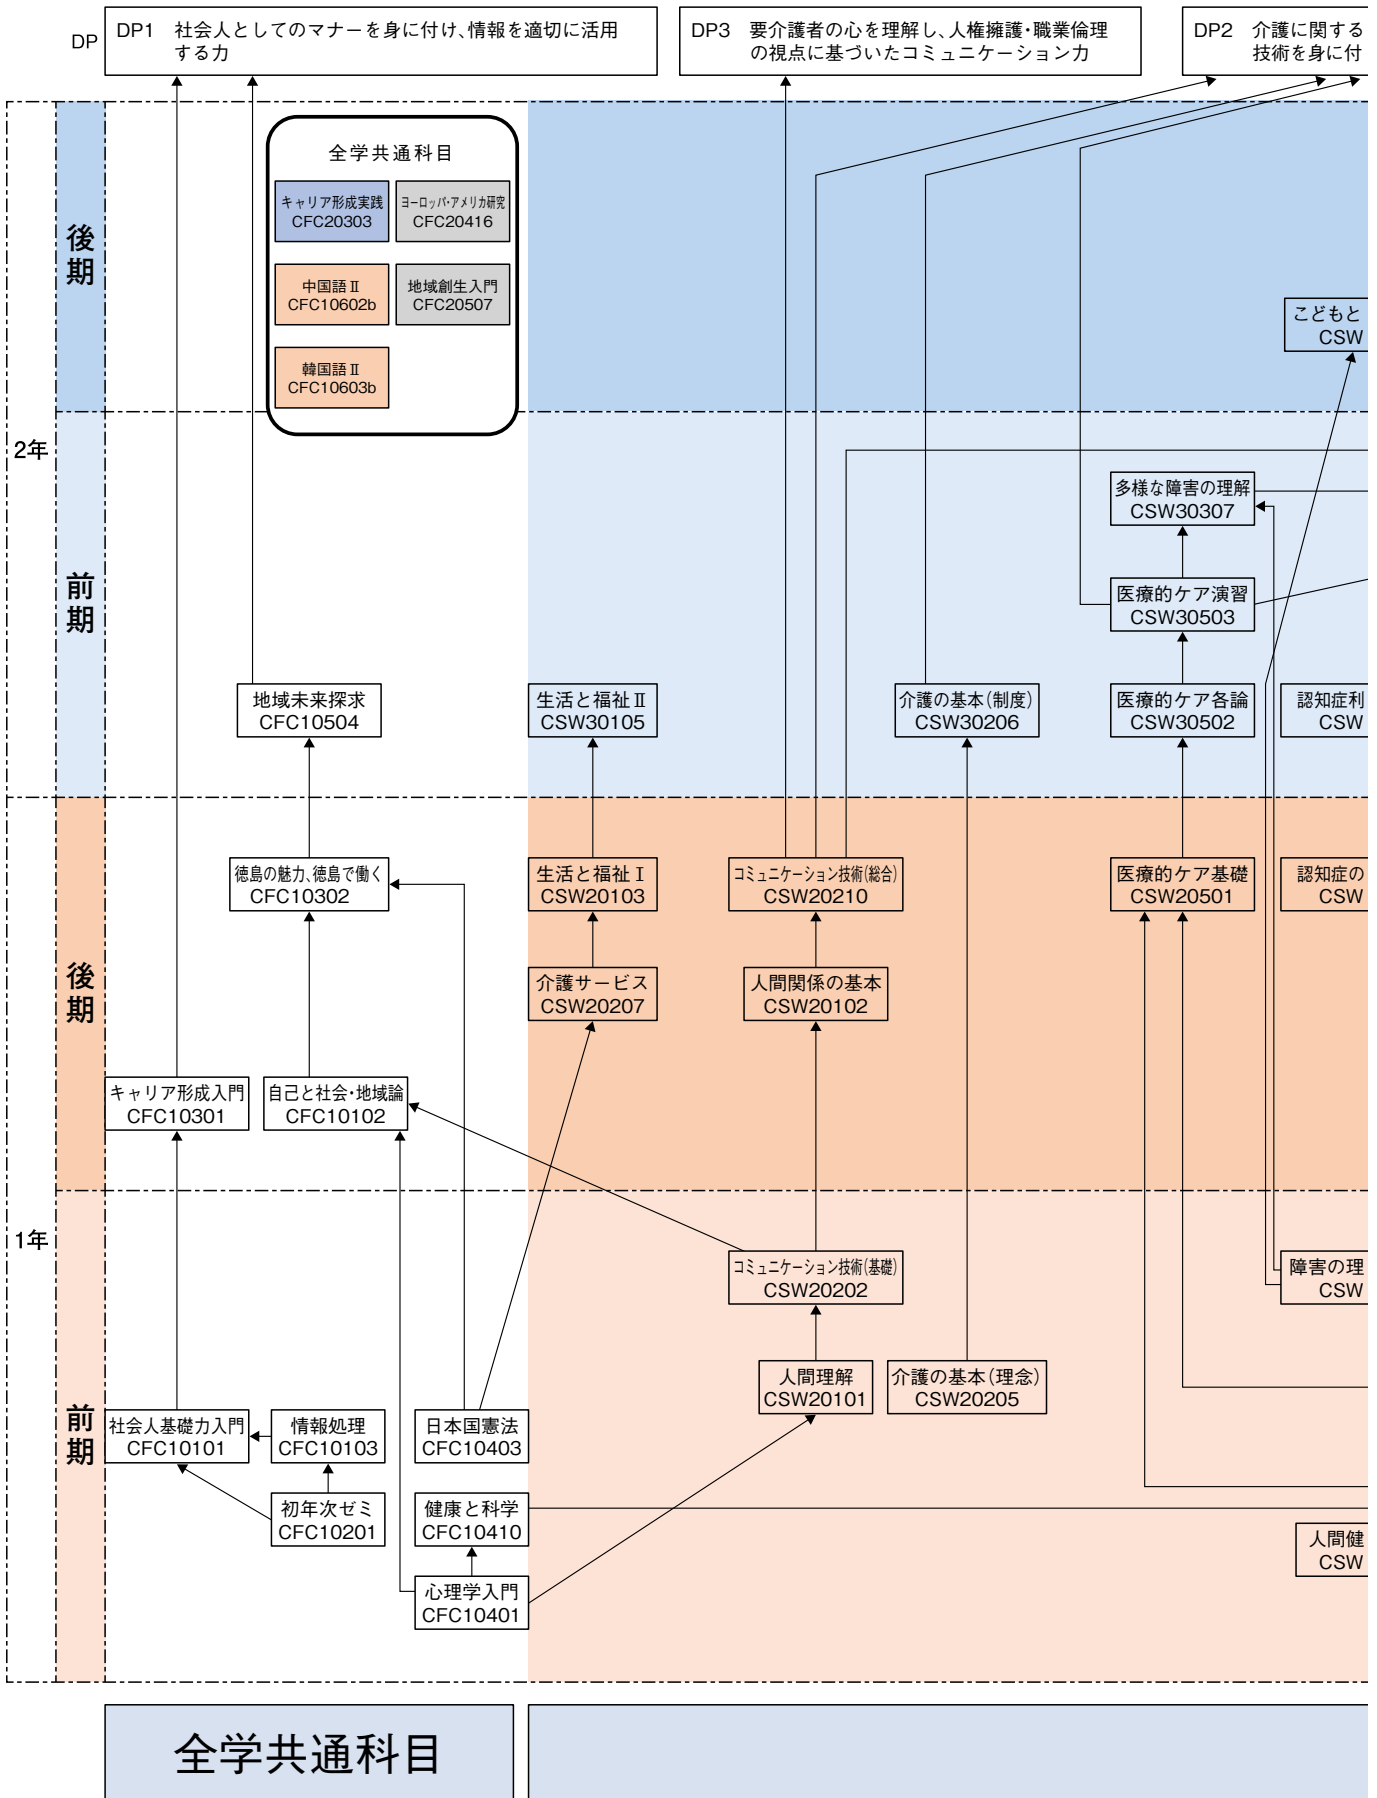 DP
DP1 社会人としてのマナーを身に付け、情報を適切に活用
する力
DP3 要介護者の心を理解し、人権擁護・職業倫理
の視点に基づいたコミュニケーション力
DP2 介護に関する
技術を身に付
全学共通科目
キャリア形成実践
CFC20303
ヨーロッパ・アメリカ研究
CFC20416
中国語Ⅱ
CFC10602b
地域創生入門
CFC20507
韓国語Ⅱ
CFC10603b
後期
こどもと
CSW
2年
多様な障害の理解
CSW30307
前期
医療的ケア演習
CSW30503
地域未来探求
CFC10504
生活と福祉Ⅱ
CSW30105
介護の基本(制度)
CSW30206
医療的ケア各論
CSW30502
認知症利
CSW
徳島の魅力、徳島で働く
CFC10302
生活と福祉Ⅰ
CSW20103
コミュニケーション技術(総合)
CSW20210
医療的ケア基礎
CSW20501
認知症の
CSW
後期
介護サービス
CSW20207
人間関係の基本
CSW20102
キャリア形成入門
CFC10301
自己と社会・地域論
CFC10102
1年
コミュニケーション技術(基礎)
CSW20202
障害の理
CSW
人間理解
CSW20101
介護の基本(理念)
CSW20205
前期
社会人基礎力入門
CFC10101
情報処理
CFC10103
日本国憲法
CFC10403
初年次ゼミ
CFC10201
健康と科学
CFC10410
人間健
CSW
心理学入門
CFC10401
全学共通科目